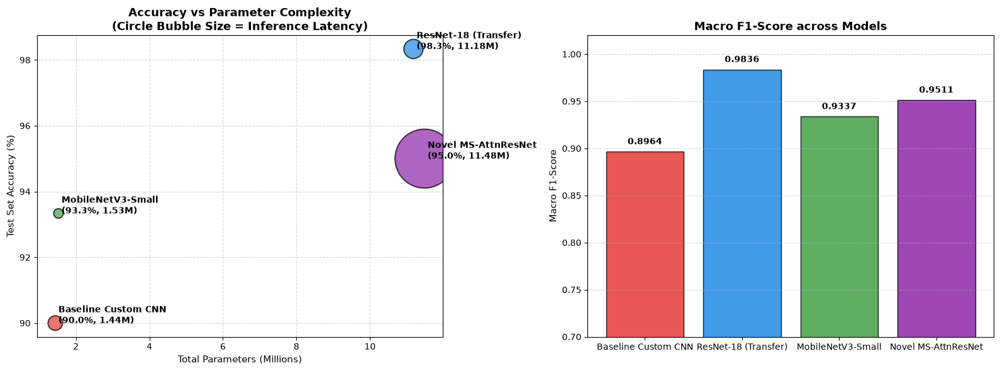 Accuracy vs Parameter Complexity
(Circle Bubble Size = Inference Latency)
Test Set Accuracy (%)
98
96
94
92
90
ResNet-18 (Transfer)
(98.3%, 11.18M)
Novel MS-AttnResNet
(95.0%, 11.48M)
MobileNetV3-Small
(93.3%, 1.53M)
Baseline Custom CNN
(90.0%, 1.44M)
2 4 6 8 10
Total Parameters (Millions)
Macro F1-Score across Models
Macro F1-Score
1.00
0.95
0.90
0.85
0.80
0.75
0.70
0.8964
0.9836
0.9337
0.9511
Baseline Custom CNN ResNet-18 (Transfer) MobileNetV3-Small Novel MS-AttnResNet